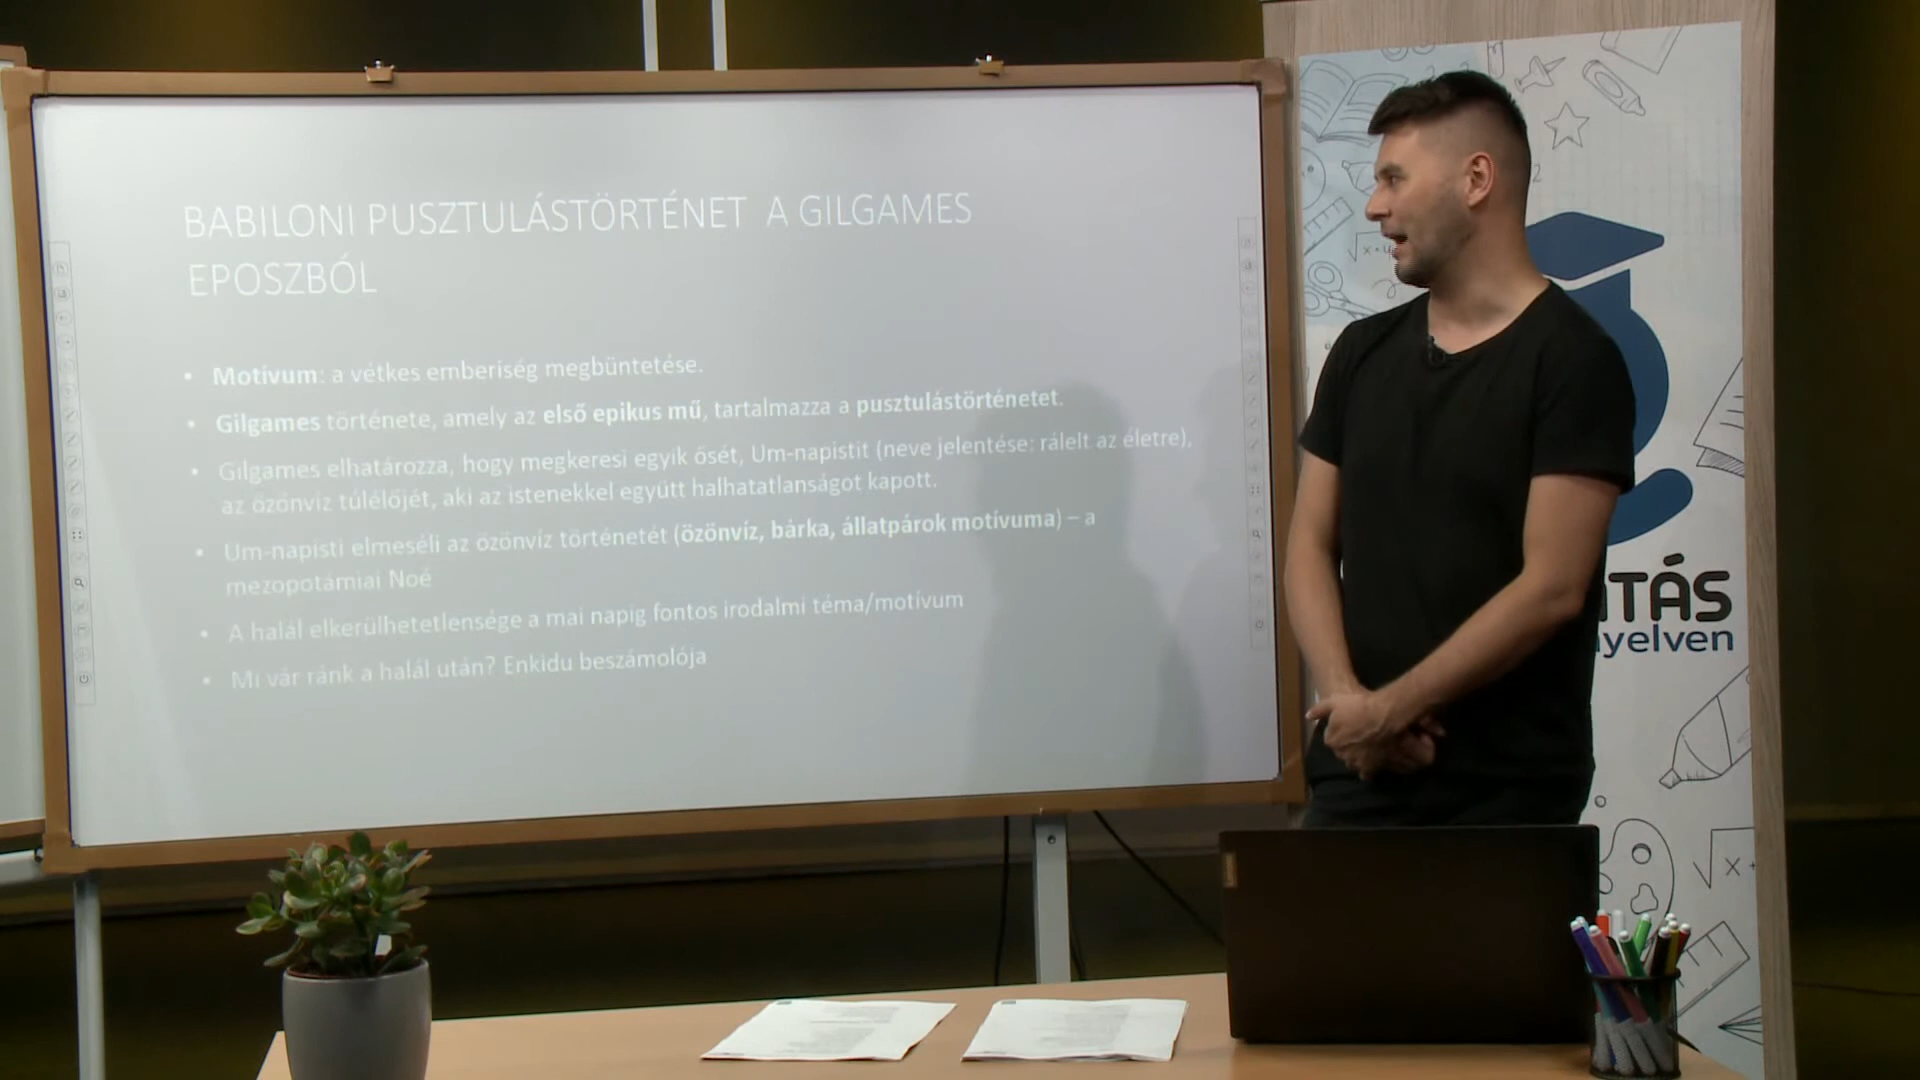 BABILONI PUSZTULÁSTÖRTÉNET A GILGAMES
EPOSZBÓL
• Motívum: a vétkes emberiség megbüntetése.
• Gilgames története, amely az első epikus mű, tartalmazza a pusztulástörténetet.
• Gilgames elhatározza, hogy megkeresi egyik ősét, Um-napistit (neve jelentése: rálelt az életre),
az özönvíz túlélőjét, aki az istenekkel együtt halhatatlanságot kapott.
• Um-napisti elmeséli az özönvíz történetét (özönvíz, bárka, állatpárok motívuma) – a
mezopotámiai Noé
• A halál elkerülhetetlensége a mai napig fontos irodalmi téma/motívum
• Mi vár ránk a halál után? Enkidu beszámolója
TÁS
nyelven